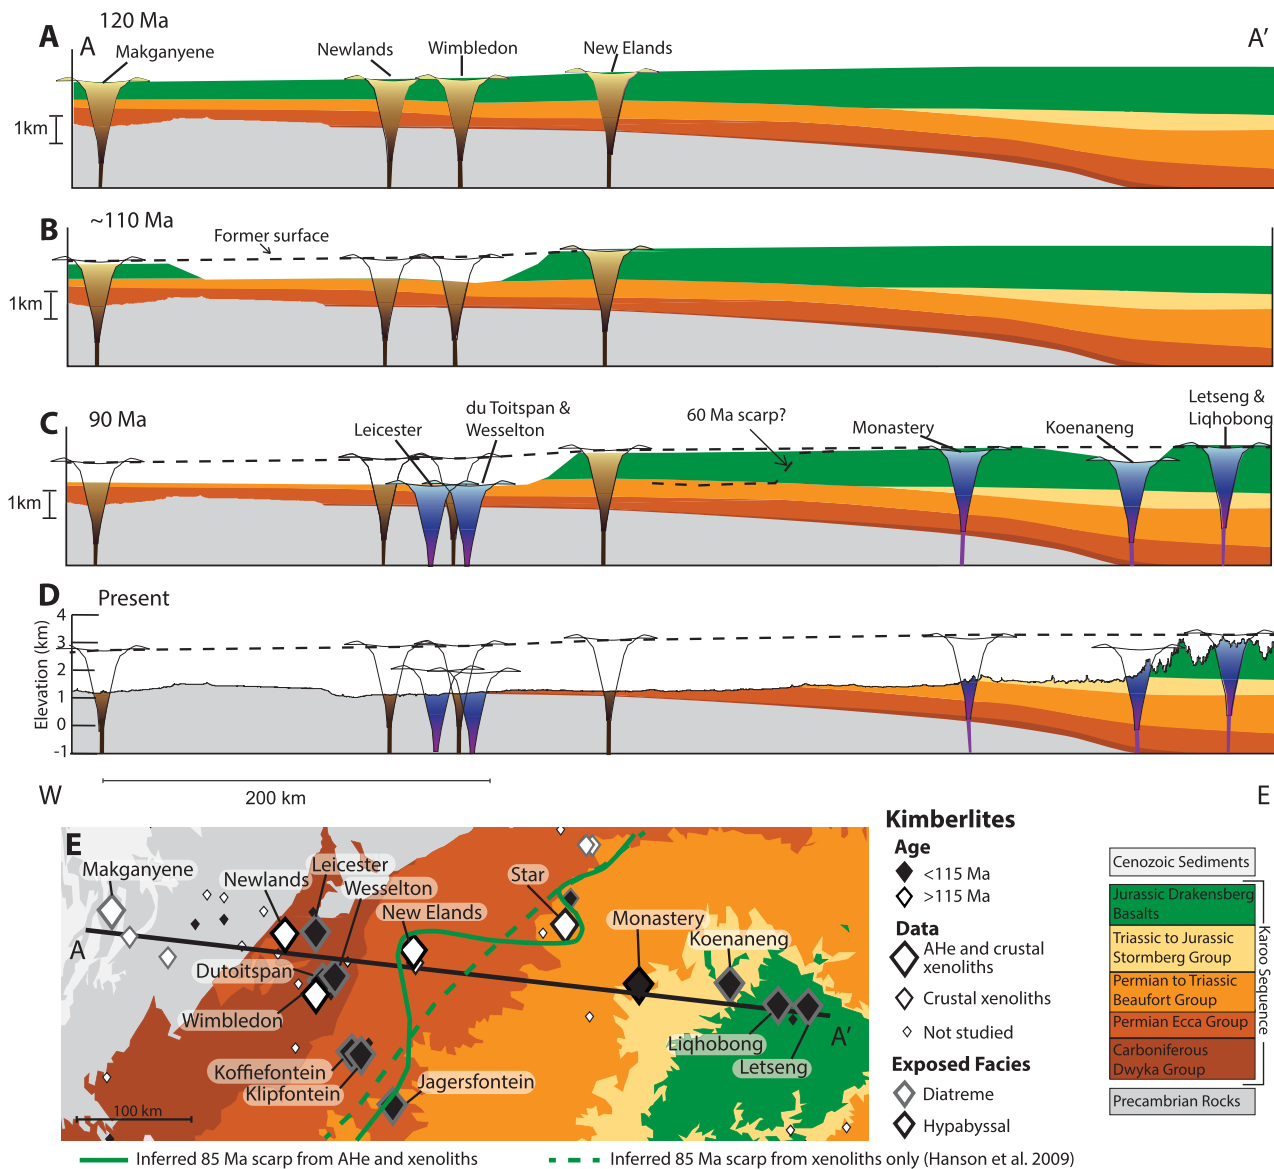 A
120 Ma
A
Makganyene
Newlands
Wimbledon
New Elands
A'
1km
B
~110 Ma
Former surface
1km
C
90 Ma
Leicester
du Toitspan &
Wesselton
60 Ma scarp?
Monastery
Koenaneng
Letseng &
Liqhobong
1km
D
Present
Elevation (km)
4
3
2
1
0
-1
W
200 km
E
E
Makganyene
Newlands
Leicester
Wesselton
New Elands
Star
Monastery
Koenaneng
A
Dutoitspan
Wimbledon
Koffiefontein
Klipfontein
Jagersfontein
Liqhobong
Letseng
A'
100 km
Kimberlites
Age
<115 Ma
>115 Ma
Data
AHe and crustal
xenoliths
Crustal xenoliths
Not studied
Exposed Facies
Diatreme
Hypabyssal
Cenozoic Sediments
Jurassic Drakensberg
Basalts
Triassic to Jurassic
Stormberg Group
Permian to Triassic
Beaufort Group
Permian Ecca Group
Carboniferous
Dwyka Group
Precambrian Rocks
Karoo Sequence
Inferred 85 Ma scarp from AHe and xenoliths
Inferred 85 Ma scarp from xenoliths only (Hanson et al. 2009)